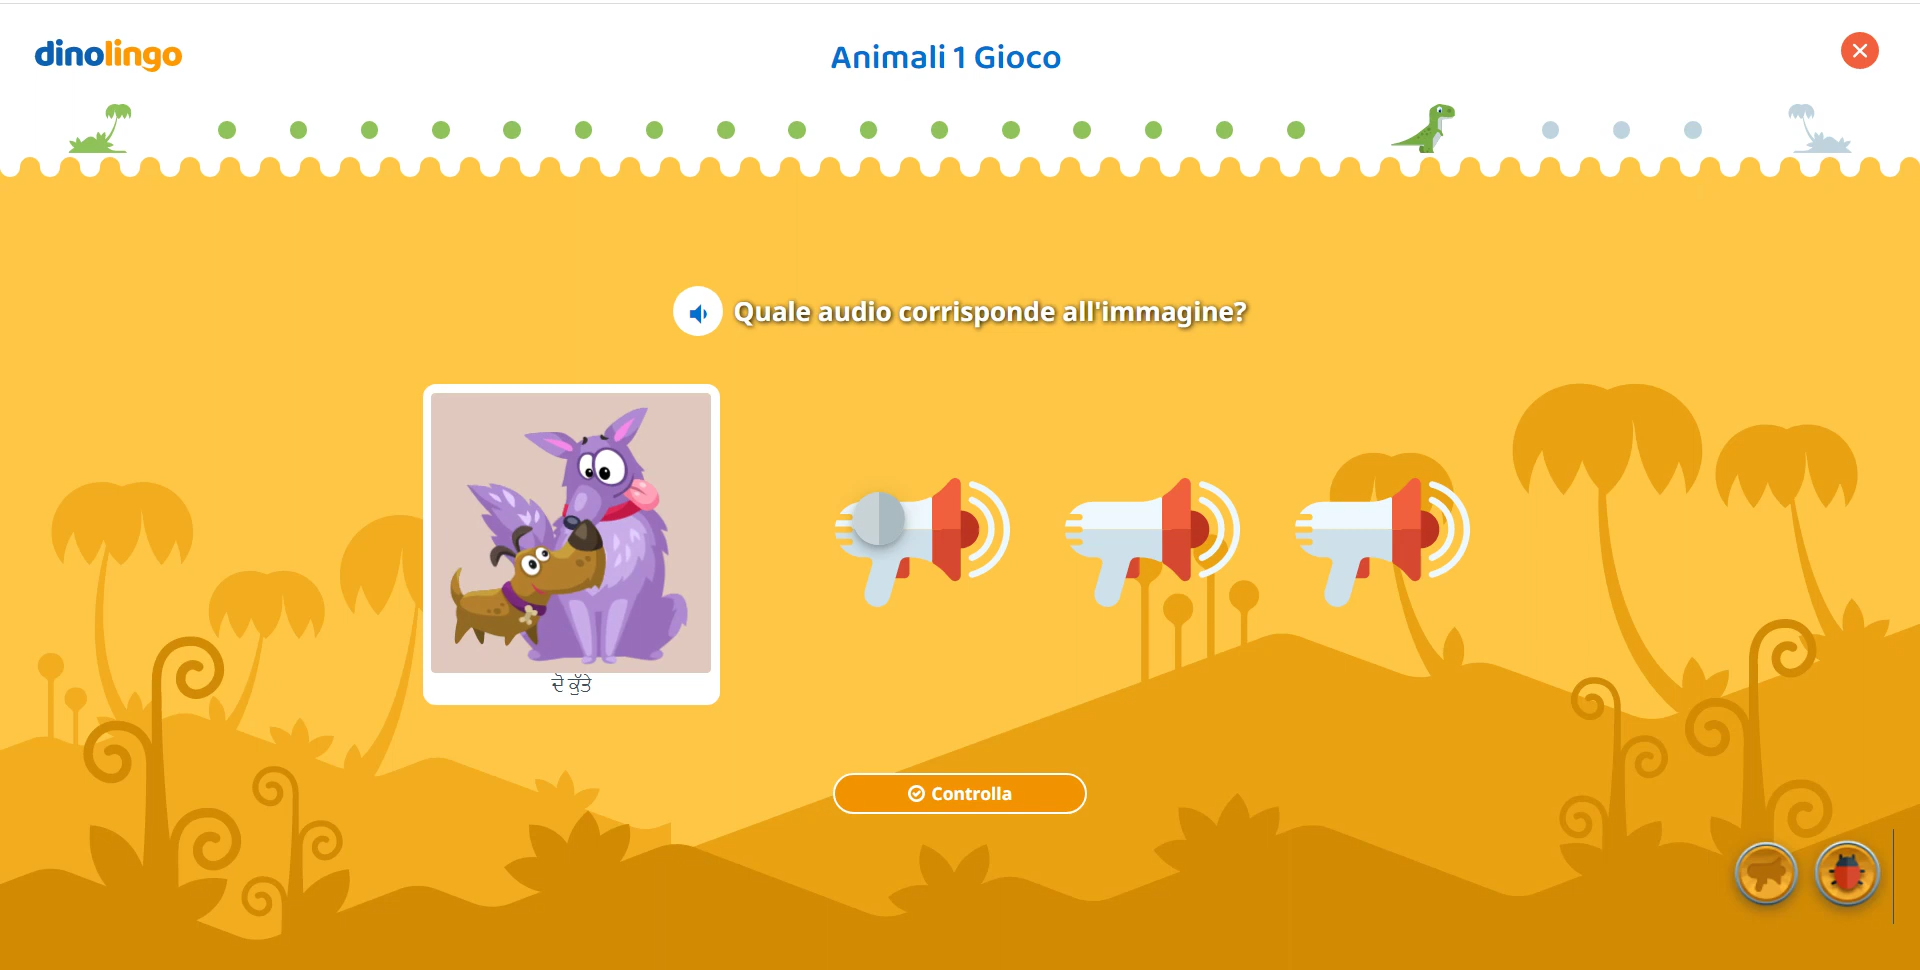 dinolingo
Animali 1 Gioco
Quale audio corrisponde all'immagine?
ਦੋ ਕੁੱਤੇ
Controlla